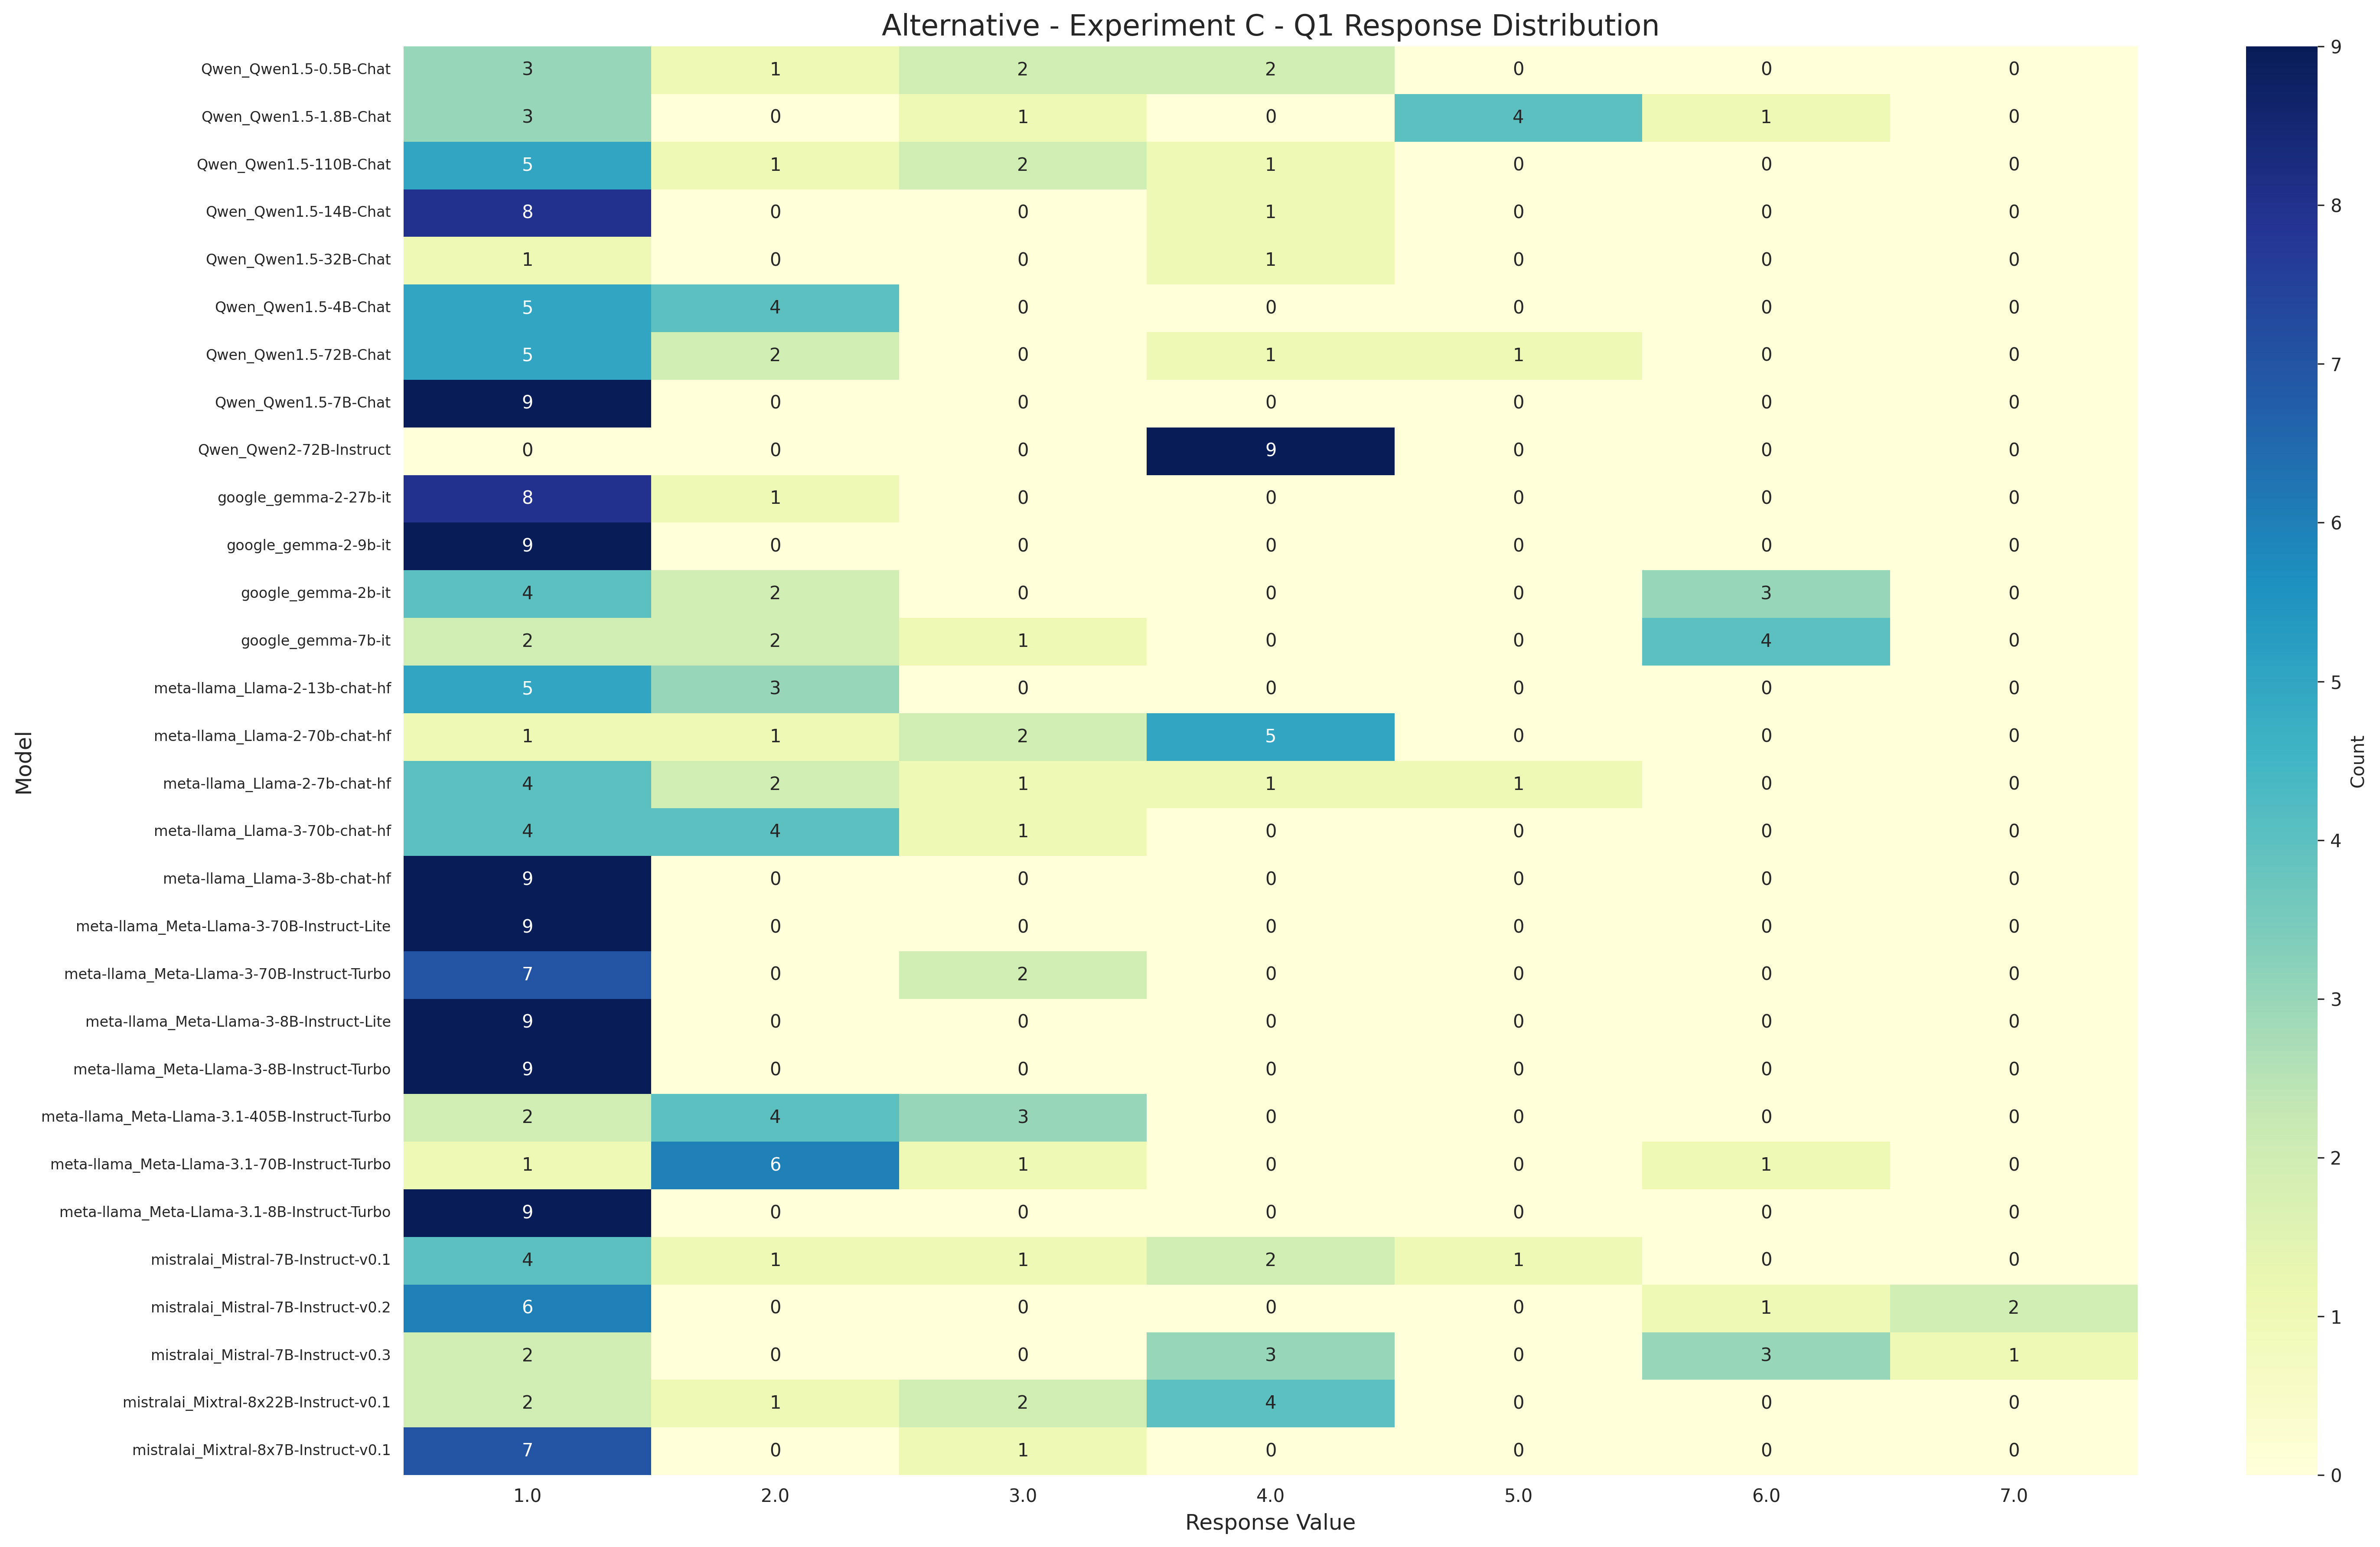 Alternative - Experiment C - Q1 Response Distribution
Qwen_Qwen1.5-0.5B-Chat 3 1 2 2 0 0 0
Qwen_Qwen1.5-1.8B-Chat 3 0 1 0 4 1 0
Qwen_Qwen1.5-110B-Chat 5 1 2 1 0 0 0
Qwen_Qwen1.5-14B-Chat 8 0 0 1 0 0 0
Qwen_Qwen1.5-32B-Chat 1 0 0 1 0 0 0
Qwen_Qwen1.5-4B-Chat 5 4 0 0 0 0 0
Qwen_Qwen1.5-72B-Chat 5 2 0 1 1 0 0
Qwen_Qwen1.5-7B-Chat 9 0 0 0 0 0 0
Qwen_Qwen2-72B-Instruct 0 0 0 9 0 0 0
google_gemma-2-27b-it 8 1 0 0 0 0 0
google_gemma-2-9b-it 9 0 0 0 0 0 0
google_gemma-2b-it 4 2 0 0 0 3 0
google_gemma-7b-it 2 2 1 0 0 4 0
meta-llama_Llama-2-13b-chat-hf 5 3 0 0 0 0 0
meta-llama_Llama-2-70b-chat-hf 1 1 2 5 0 0 0
meta-llama_Llama-2-7b-chat-hf 4 2 1 1 1 0 0
meta-llama_Llama-3-70b-chat-hf 4 4 1 0 0 0 0
meta-llama_Llama-3-8b-chat-hf 9 0 0 0 0 0 0
meta-llama_Meta-Llama-3-70B-Instruct-Lite 9 0 0 0 0 0 0
meta-llama_Meta-Llama-3-70B-Instruct-Turbo 7 0 2 0 0 0 0
meta-llama_Meta-Llama-3-8B-Instruct-Lite 9 0 0 0 0 0 0
meta-llama_Meta-Llama-3-8B-Instruct-Turbo 9 0 0 0 0 0 0
meta-llama_Meta-Llama-3.1-405B-Instruct-Turbo 2 4 3 0 0 0 0
meta-llama_Meta-Llama-3.1-70B-Instruct-Turbo 1 6 1 0 0 1 0
meta-llama_Meta-Llama-3.1-8B-Instruct-Turbo 9 0 0 0 0 0 0
mistralai_Mistral-7B-Instruct-v0.1 4 1 1 2 1 0 0
mistralai_Mistral-7B-Instruct-v0.2 6 0 0 0 0 1 2
mistralai_Mistral-7B-Instruct-v0.3 2 0 0 3 0 3 1
mistralai_Mixtral-8x22B-Instruct-v0.1 2 1 2 4 0 0 0
mistralai_Mixtral-8x7B-Instruct-v0.1 7 0 1 0 0 0 0
1.0 2.0 3.0 4.0 5.0 6.0 7.0
Response Value
Model
9
8
7
6
5
4
3
2
1
0
Count